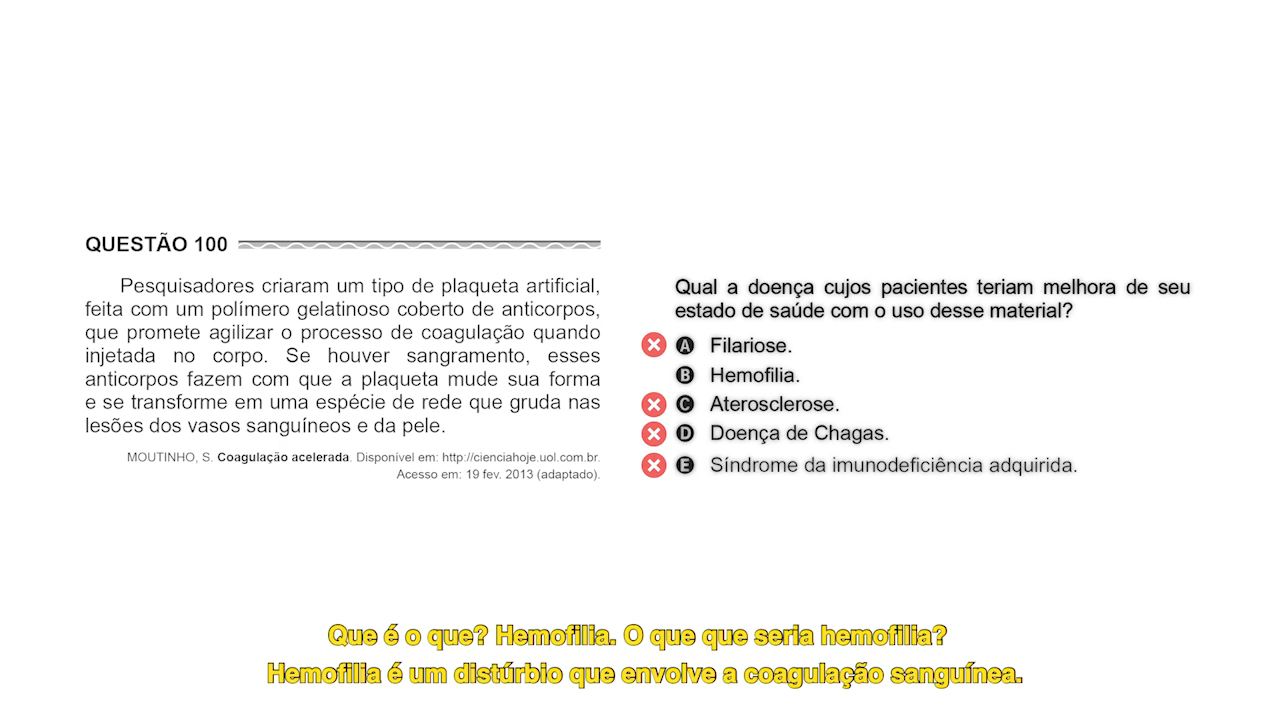 QUESTÃO 100
Pesquisadores criaram um tipo de plaqueta artificial,
feita com um polímero gelatinoso coberto de anticorpos,
que promete agilizar o processo de coagulação quando
injetada no corpo. Se houver sangramento, esses
anticorpos fazem com que a plaqueta mude sua forma
e se transforme em uma espécie de rede que gruda nas
lesões dos vasos sanguíneos e da pele.
MOUTINHO, S. Coagulação acelerada. Disponível em: http://cienciahoje.uol.com.br.
Acesso em: 19 fev. 2013 (adaptado).
Qual a doença cujos pacientes teriam melhora de seu
estado de saúde com o uso desse material?
A Filariose.
B Hemofilia.
C Aterosclerose.
D Doença de Chagas.
E Síndrome da imunodeficiência adquirida.
Que é o que? Hemofilia. O que que seria hemofilia?
Hemofilia é um distúrbio que envolve a coagulação sanguínea.